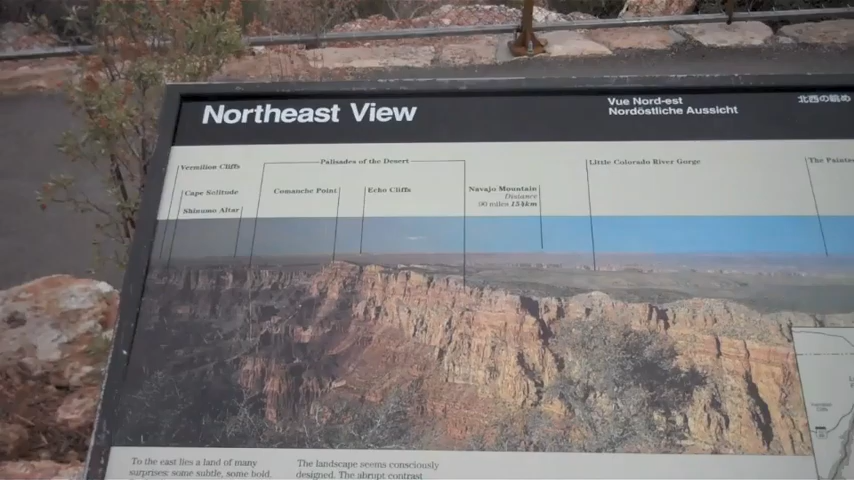 Northeast View
Vue Nord-est
Nordöstliche Aussicht
北西の眺め
Vermilion Cliffs
Palisades of the Desert
Little Colorado River Gorge
The Painte
Cape Solitude
Comanche Point
Echo Cliffs
Navajo Mountain
Distance
90 miles 154km
Shinumo Altar
To the east lies a land of many
surprises: some subtle, some bold.
The landscape seems consciously
designed. The abrupt contrast